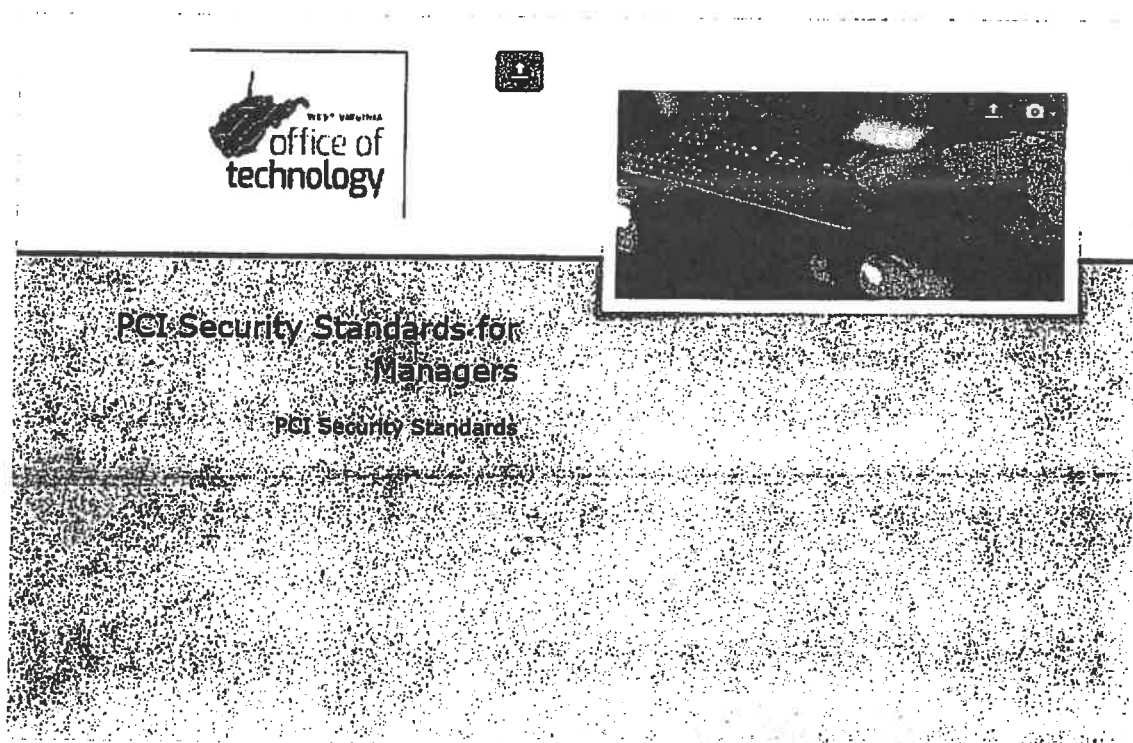 WEST VIRGINIA
office of
technology
PCI Security Standards for
Managers
PCI Security Standards